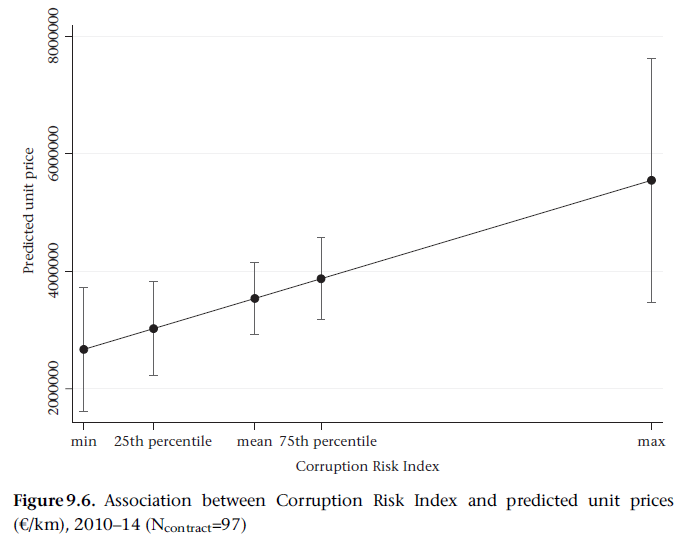 8000000
6000000
4000000
2000000
Predicted unit price
min 25th percentile mean 75th percentile max
Corruption Risk Index
Figure 9.6. Association between Corruption Risk Index and predicted unit prices
(€/km), 2010–14 (Ncontract=97)